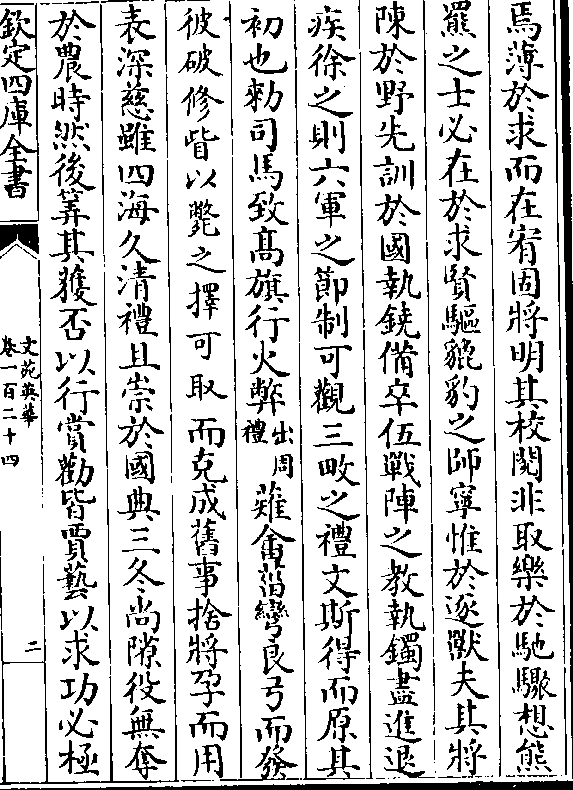 焉薄於求而在宥固將明其校閱非取樂於馳驟想熊
羆之士必在於求賢驅貔豹之師寧惟於逐獸夫其將
陳於野先訓於國執鐃備卒伍戰陣之教執鐲盡進退
疾徐之則六軍之節制可觀三畋之禮文斯得而原其
初也勑司馬致高旗行火弊出周禮薙畬菑彎良弓而發
彼破修㫖以斃之擇可取而克成舊事捨將孕而用
表深慈雖四海久清禮且崇於國典三冬尚隙役無奪
於農時然後筭其獲否以行賞勸皆賈藝以求功必極
欽定四庫全書
文苑英華
卷一百二十四
二